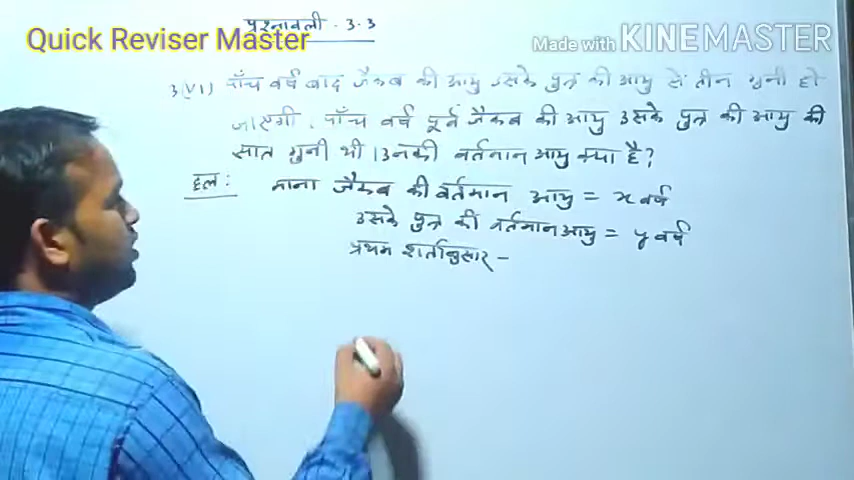 प्रश्नावली - 3.3
Quick Reviser Master
Made with KINEMASTER
3(VI) पाँच वर्ष बाद जैकब की आयु उसके पुत्र की आयु से तीन गुनी हो
जाएगी . पाँच वर्ष पूर्व जैकब की आयु उसके पुत्र की आयु की
सात गुनी थी । उनकी वर्तमान आयु क्या है?
हल : माना जैकब की वर्तमान आयु = x वर्ष
उसके पुत्र की वर्तमान आयु = y वर्ष
प्रथम शर्तानुसार -